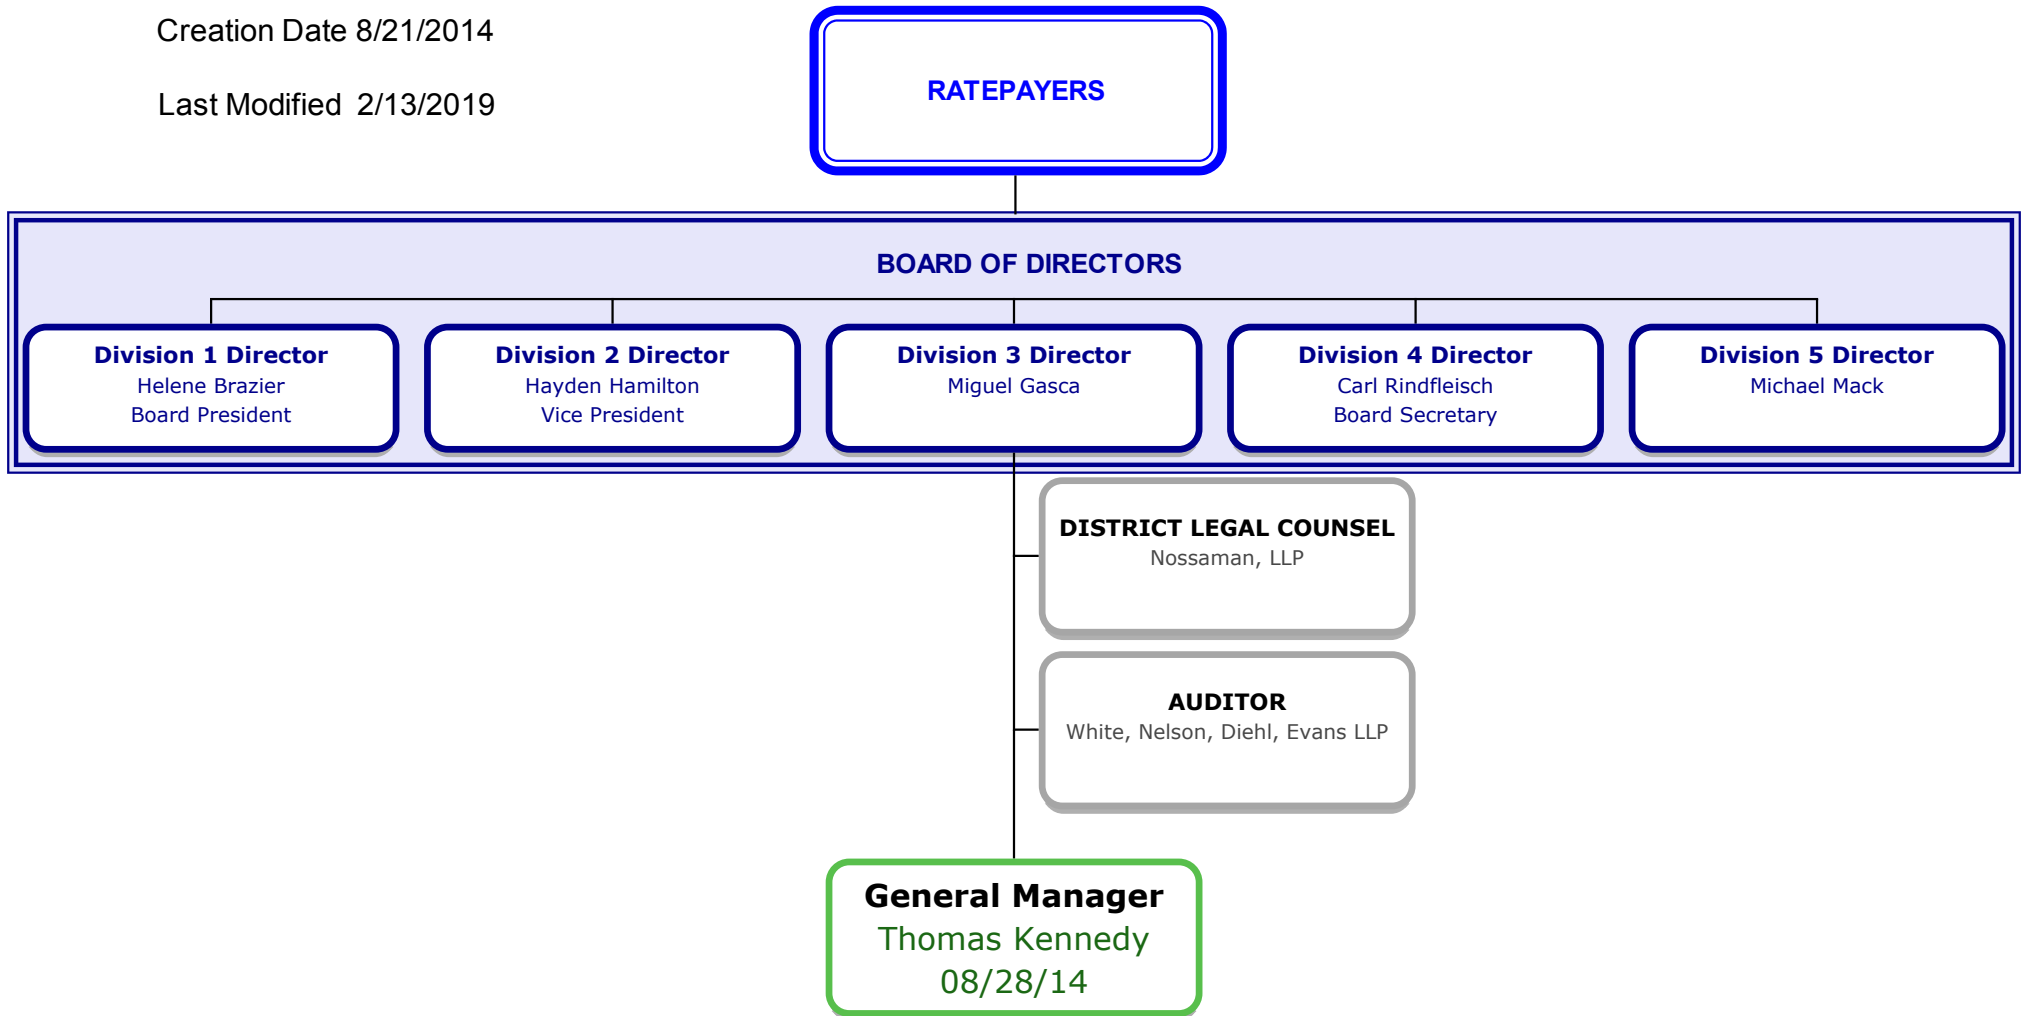 Creation Date 8/21/2014
Last Modified 2/13/2019
RATEPAYERS
BOARD OF DIRECTORS
Division 1 Director
Helene Brazier
Board President
Division 2 Director
Hayden Hamilton
Vice President
Division 3 Director
Miguel Gasca
Division 4 Director
Carl Rindfleisch
Board Secretary
Division 5 Director
Michael Mack
DISTRICT LEGAL COUNSEL
Nossaman, LLP
AUDITOR
White, Nelson, Diehl, Evans LLP
General Manager
Thomas Kennedy
08/28/14